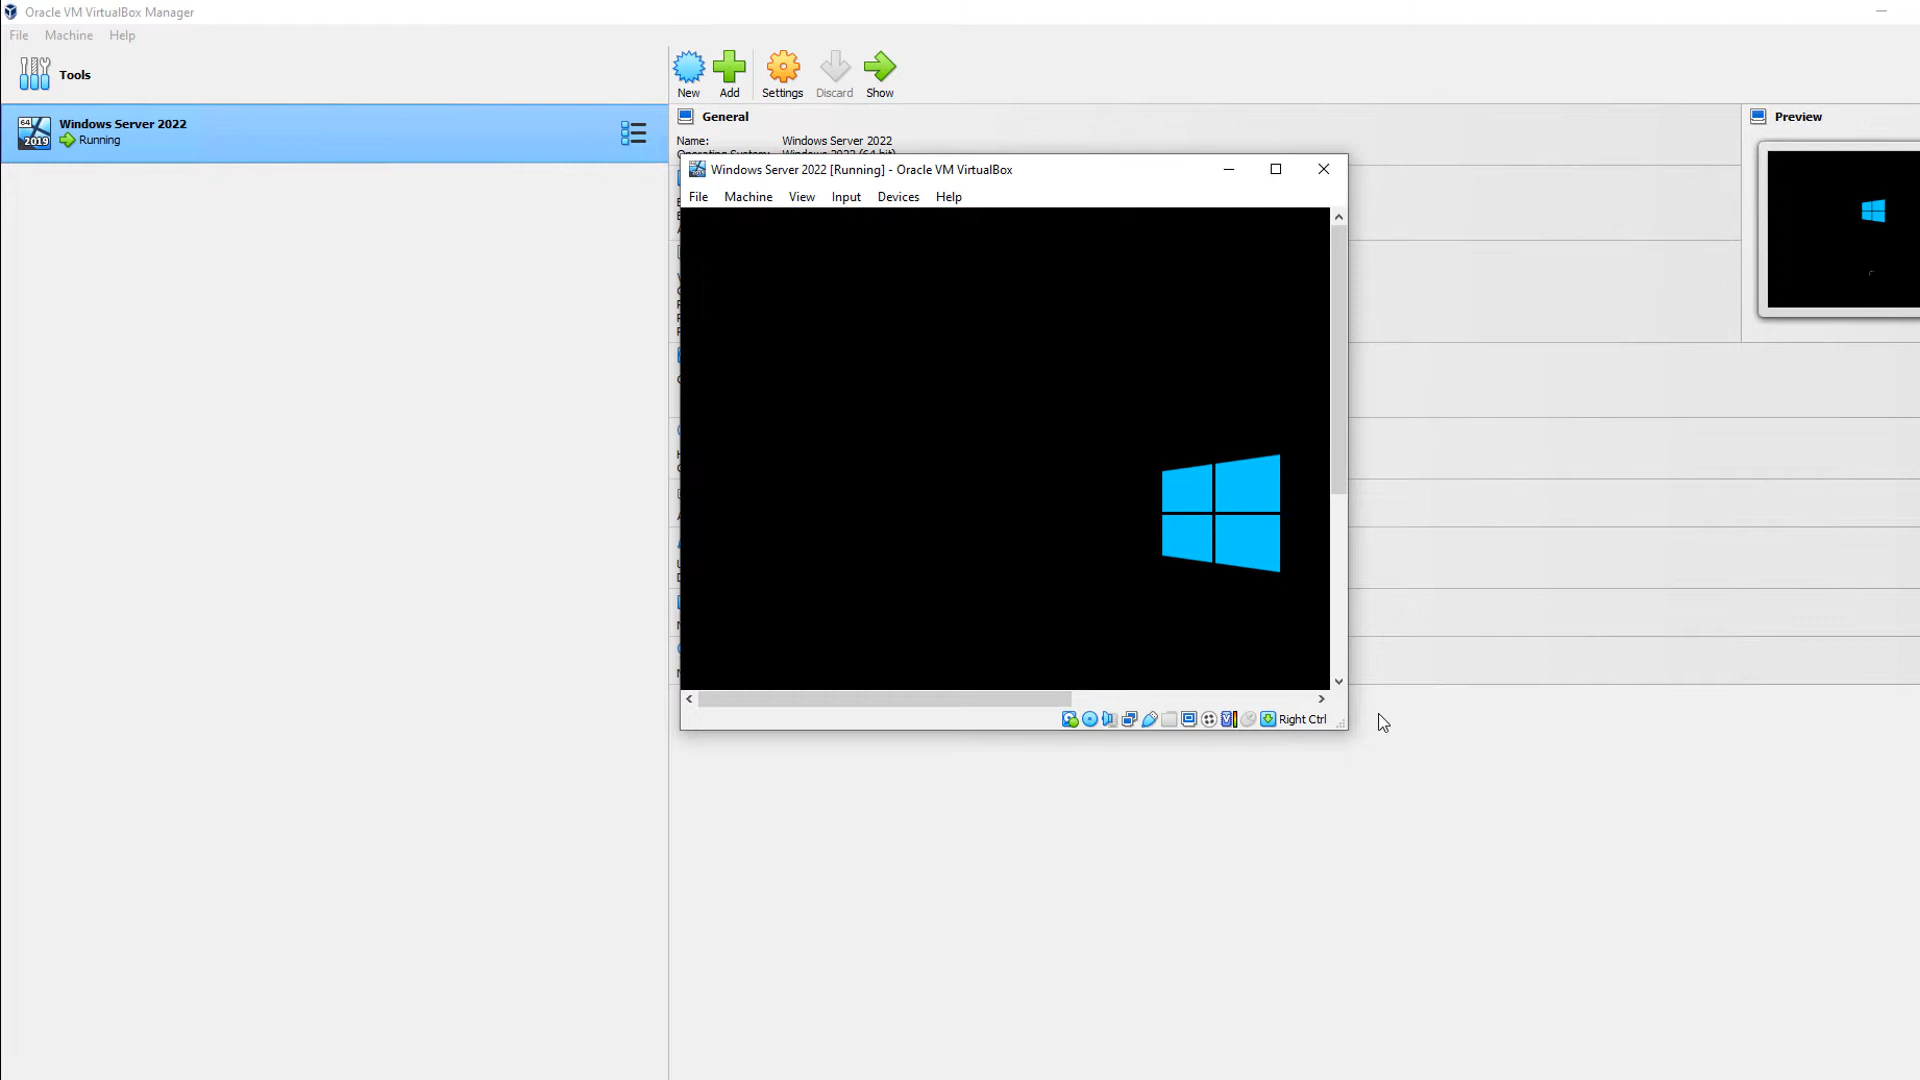 Oracle VM VirtualBox Manager
File Machine Help
Tools
New Add Settings Discard Show
64
2019
Windows Server 2022
Running
General
Name: Windows Server 2022
Preview
Windows Server 2022 [Running] - Oracle VM VirtualBox
File Machine View Input Devices Help
Right Ctrl